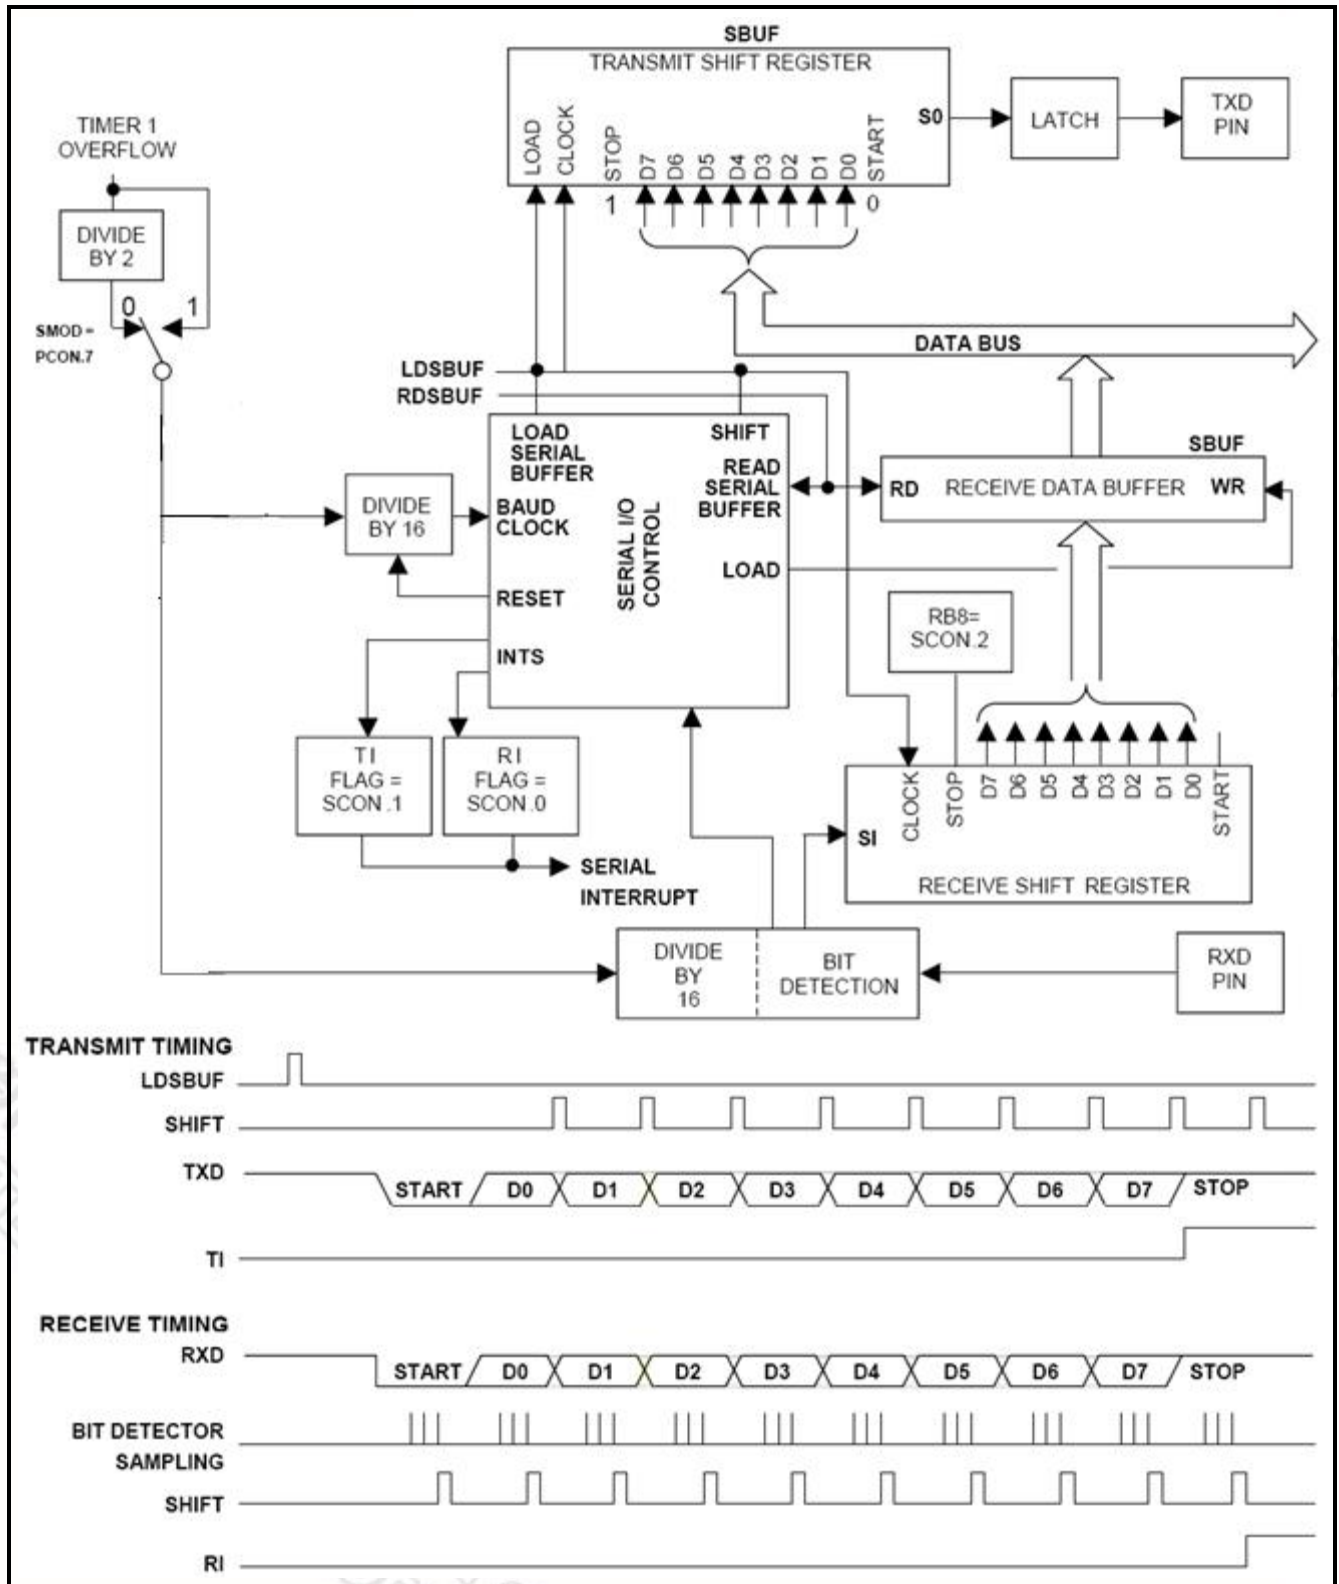 SBUF
TRANSMIT SHIFT REGISTER
LOAD
CLOCK
STOP
D7
D6
D5
D4
D3
D2
D1
D0
START
S0
1
0
LATCH
TXD
PIN
TIMER 1
OVERFLOW
DIVIDE
BY 2
0
1
SMOD =
PCON.7
DATA BUS
LDSBUF
RDSBUF
LOAD
SERIAL
BUFFER
SHIFT
READ
SERIAL
BUFFER
BAUD
CLOCK
SERIAL I/O
CONTROL
LOAD
RESET
INTS
DIVIDE
BY 16
SBUF
RD
RECEIVE DATA BUFFER
WR
RB8=
SCON.2
TI
FLAG =
SCON .1
RI
FLAG =
SCON .0
SERIAL
INTERRUPT
SI
CLOCK
STOP
D7
D6
D5
D4
D3
D2
D1
D0
START
RECEIVE SHIFT REGISTER
DIVIDE
BY
16
BIT
DETECTION
RXD
PIN
TRANSMIT TIMING
LDSBUF
SHIFT
TXD START D0 D1 D2 D3 D4 D5 D6 D7 STOP
TI
RECEIVE TIMING
RXD START D0 D1 D2 D3 D4 D5 D6 D7 STOP
BIT DETECTOR
SAMPLING
SHIFT
RI